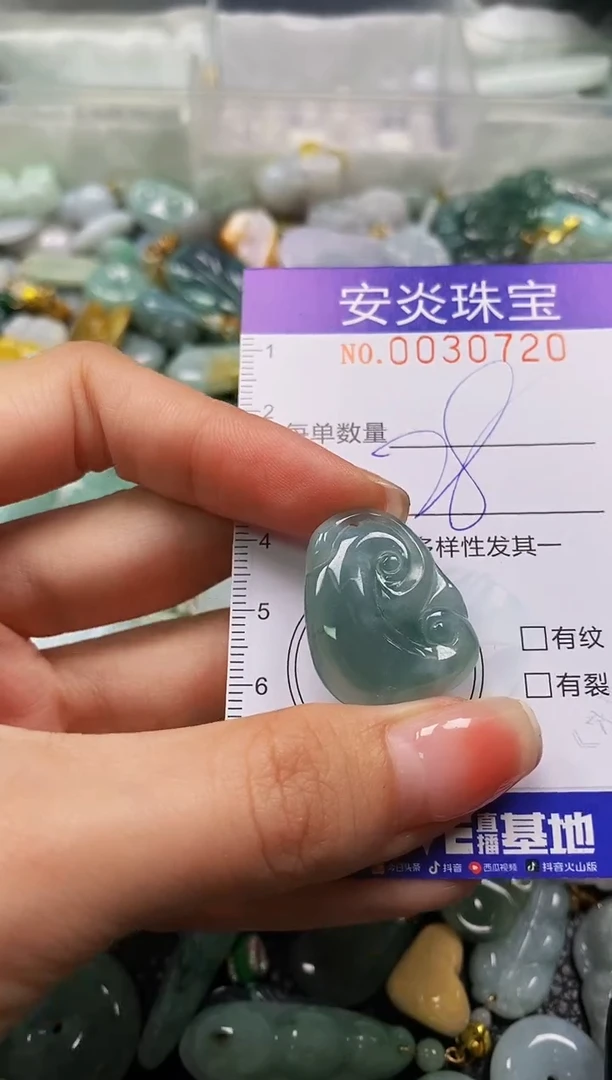 安炎珠宝
NO.0030720
1
2
每单数量
28
4
多样性发其一
5
有纹
6
有裂
直播基地
今日头条 抖音 西瓜视频 抖音火山版